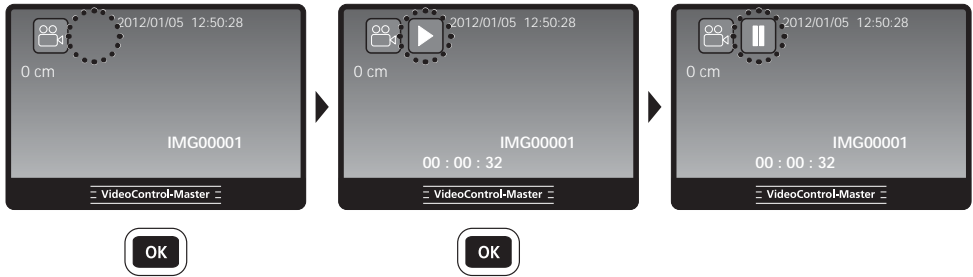 2012/01/05 12:50:28
0 cm
IMG00001
VideoControl-Master
OK
2012/01/05 12:50:28
0 cm
IMG00001
00 : 00 : 32
VideoControl-Master
OK
2012/01/05 12:50:28
0 cm
IMG00001
00 : 00 : 32
VideoControl-Master